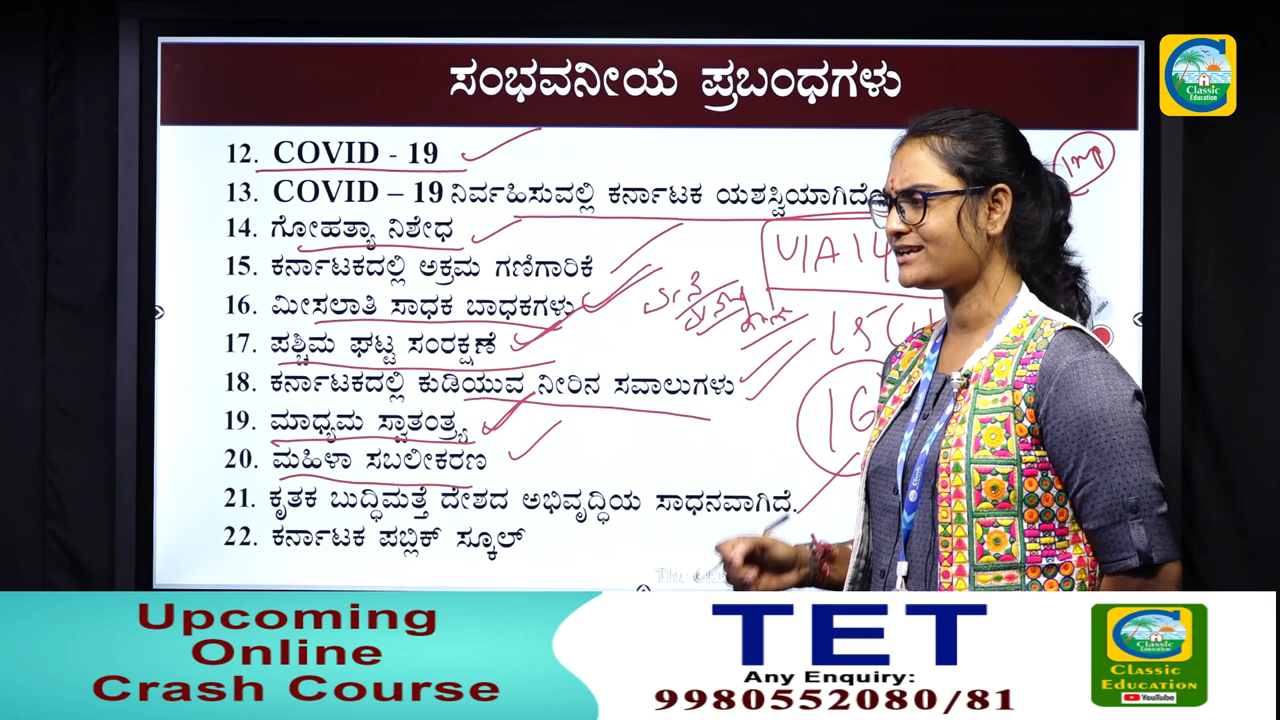 ಸಂಭವನೀಯ ಪ್ರಬಂಧಗಳು
Classic
Education
12. COVID - 19
Imp
13. COVID – 19 ನಿರ್ವಹಿಸುವಲ್ಲಿ ಕರ್ನಾಟಕ ಯಶಸ್ವಿಯಾಗಿದೆ
14. ಗೋಹತ್ಯಾ ನಿಶೇಧ
15. ಕರ್ನಾಟಕದಲ್ಲಿ ಅಕ್ರಮ ಗಣಿಗಾರಿಕೆ
16. ಮೀಸಲಾತಿ ಸಾಧಕ ಬಾಧಕಗಳು
17. ಪಶ್ಚಿಮ ಘಟ್ಟ ಸಂರಕ್ಷಣೆ
18. ಕರ್ನಾಟಕದಲ್ಲಿ ಕುಡಿಯುವ ನೀರಿನ ಸವಾಲುಗಳು
19. ಮಾಧ್ಯಮ ಸ್ವಾತಂತ್ರ್ಯ
20. ಮಹಿಳಾ ಸಬಲೀಕರಣ
21. ಕೃತಕ ಬುದ್ಧಿಮತ್ತೆ ದೇಶದ ಅಭಿವೃದ್ಧಿಯ ಸಾಧನವಾಗಿದೆ.
22. ಕರ್ನಾಟಕ ಪಬ್ಲಿಕ್ ಸ್ಕೂಲ್
Upcoming
Online
Crash Course
TET
Any Enquiry:
9980552080/81
Classic
Education
CLASSIC
EDUCATION
YouTube